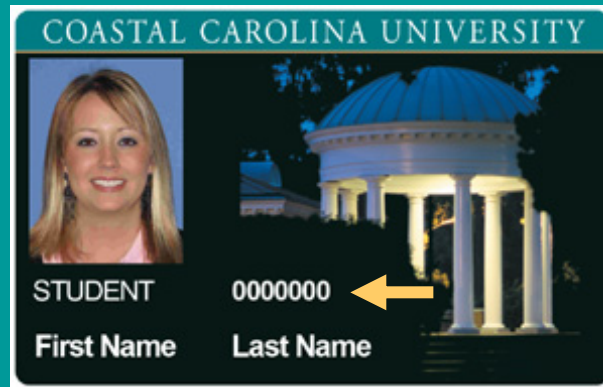 COASTAL CAROLINA UNIVERSITY
STUDENT 0000000
First Name Last Name